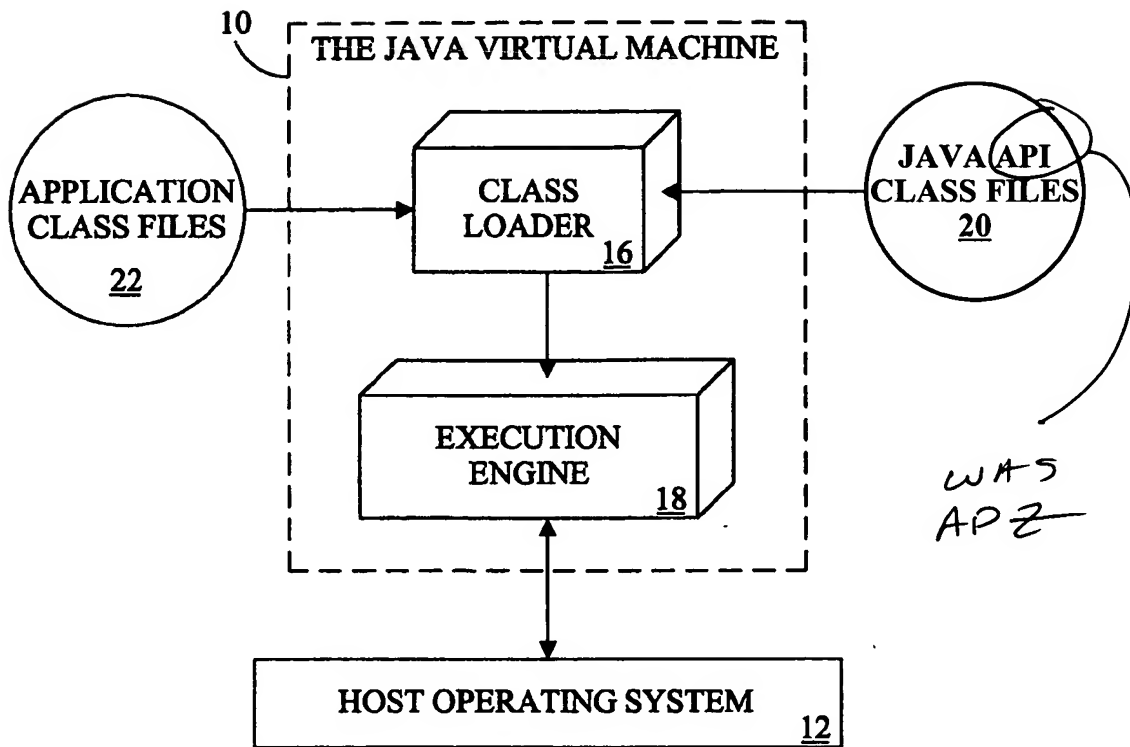 10
THE JAVA VIRTUAL MACHINE
APPLICATION
CLASS FILES
22
CLASS
LOADER
16
JAVA API
CLASS FILES
20
EXECUTION
ENGINE
18
WAS
APZ
HOST OPERATING SYSTEM
12